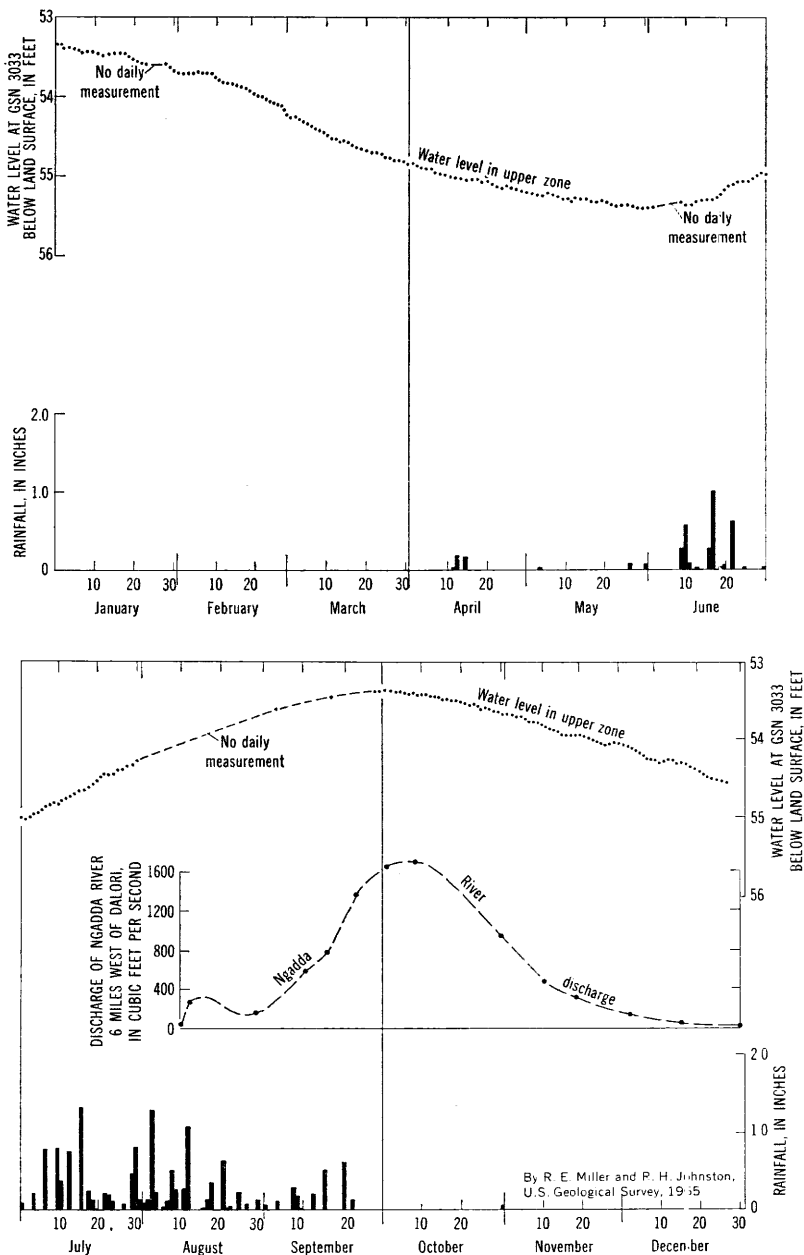 53
54
55
56
WATER LEVEL AT GSN 3033
BELOW LAND SURFACE, IN FEET
No daily
measurement
Water level in upper zone
No daily
measurement
2.0
1.0
0
RAINFALL, IN INCHES
10 20 30 10 20 10 20 30 10 20 10 20 10 20
January February March April May June
53
54
55
56
WATER LEVEL AT GSN 3033
BELOW LAND SURFACE, IN FEET
Water level in upper zone
No daily
measurement
1600
1200
800
400
0
DISCHARGE OF NGADDA RIVER
6 MILES WEST OF DALORI,
IN CUBIC FEET PER SECOND
Ngadda River discharge
2 0
1 0
0
RAINFALL, IN INCHES
By R. E. Miller and R. H. Johnston,
U.S. Geological Survey,
10 20 30 10 20 30 10 20 10 20 10 20 10 20 30
July August September October November December